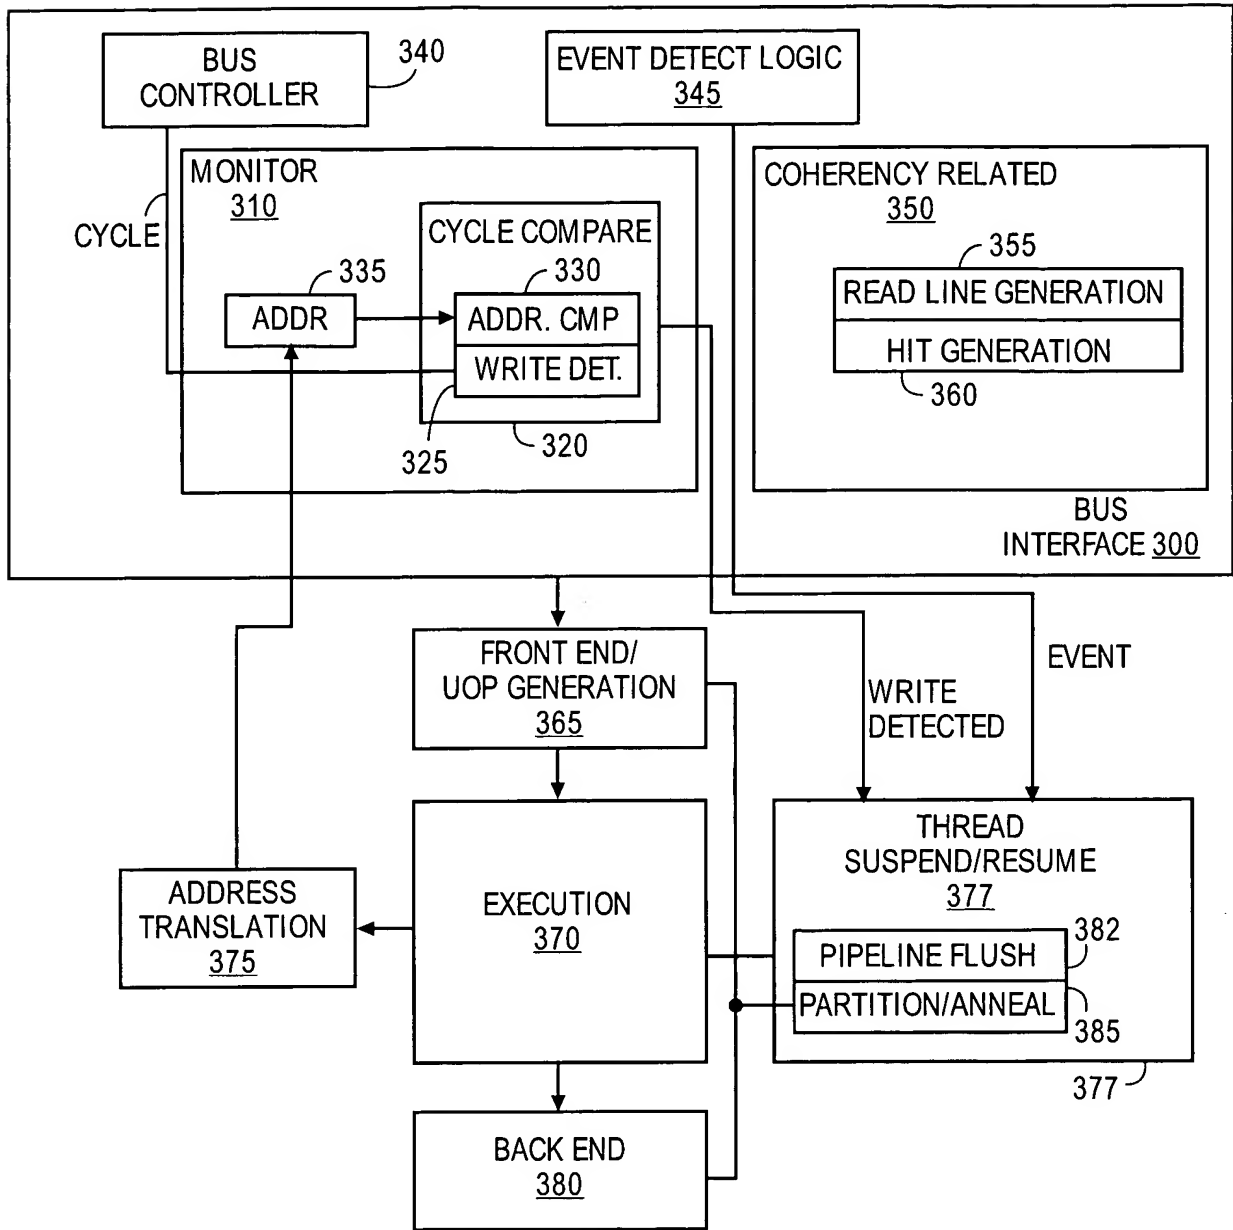 BUS
CONTROLLER
340
EVENT DETECT LOGIC
345
MONITOR
310
CYCLE
CYCLE COMPARE
335
330
ADDR
ADDR. CMP
WRITE DET.
325
320
COHERENCY RELATED
350
355
READ LINE GENERATION
HIT GENERATION
360
BUS
INTERFACE 300
FRONT END/
UOP GENERATION
365
WRITE
DETECTED
EVENT
ADDRESS
TRANSLATION
375
EXECUTION
370
THREAD
SUSPEND/RESUME
377
PIPELINE FLUSH
382
PARTITION/ANNEAL
385
377
BACK END
380